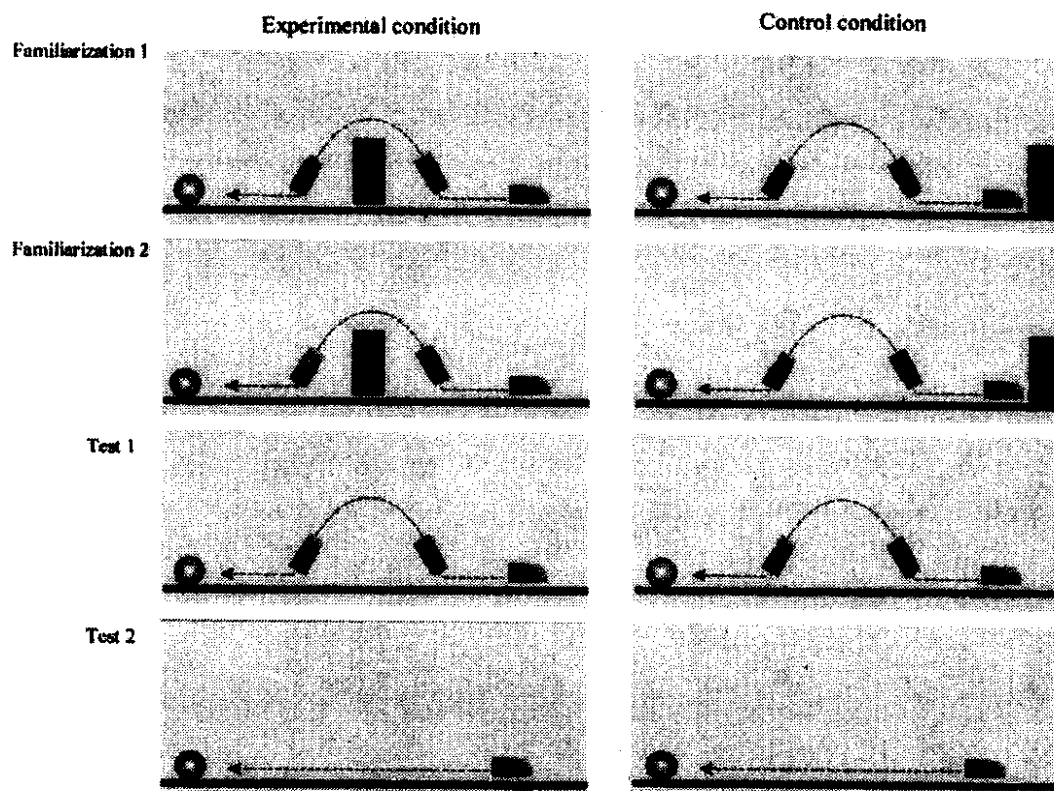 Experimental condition
Control condition
Familiarization 1
Familiarization 2
Test 1
Test 2